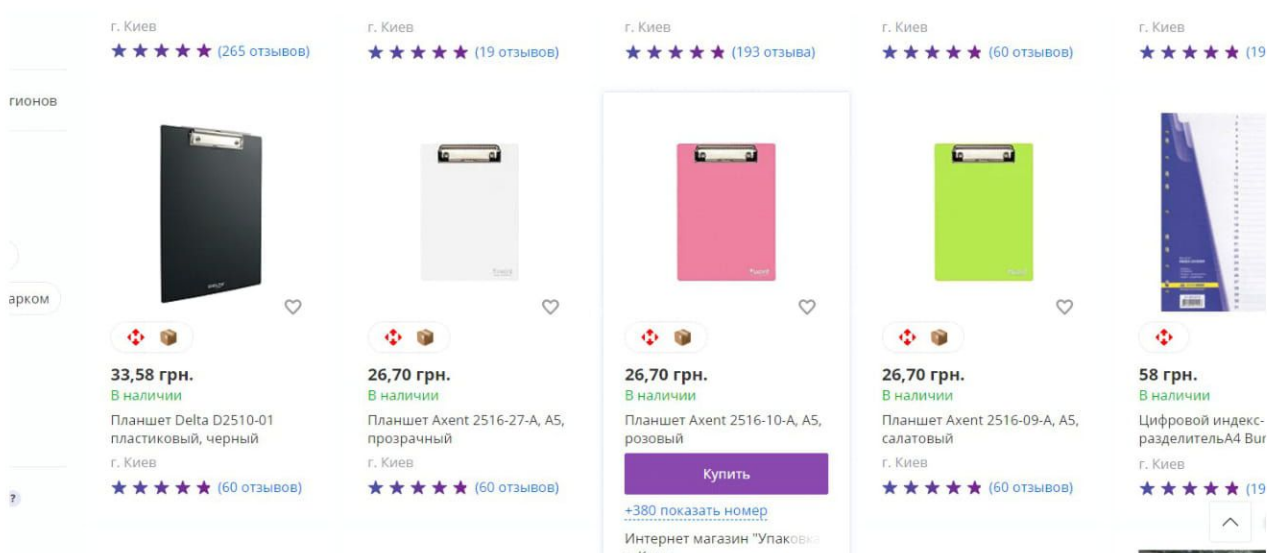 г. Киев
(265 отзывов)
г. Киев
(19 отзывов)
г. Киев
(193 отзыва)
г. Киев
(60 отзывов)
г. Киев
(19
гионов
арком
?
33,58 грн.
В наличии
Планшет Delta D2510-01
пластиковый, черный
г. Киев
(60 отзывов)
26,70 грн.
В наличии
Планшет Axent 2516-27-A, A5,
прозрачный
г. Киев
(60 отзывов)
26,70 грн.
В наличии
Планшет Axent 2516-10-A, A5,
розовый
Купить
+380 показать номер
Интернет магазин "Упаковка
26,70 грн.
В наличии
Планшет Axent 2516-09-A, A5,
салатовый
г. Киев
(60 отзывов)
58 грн.
В наличии
Цифровой индекс-
разделительА4 Bur
г. Киев
(19